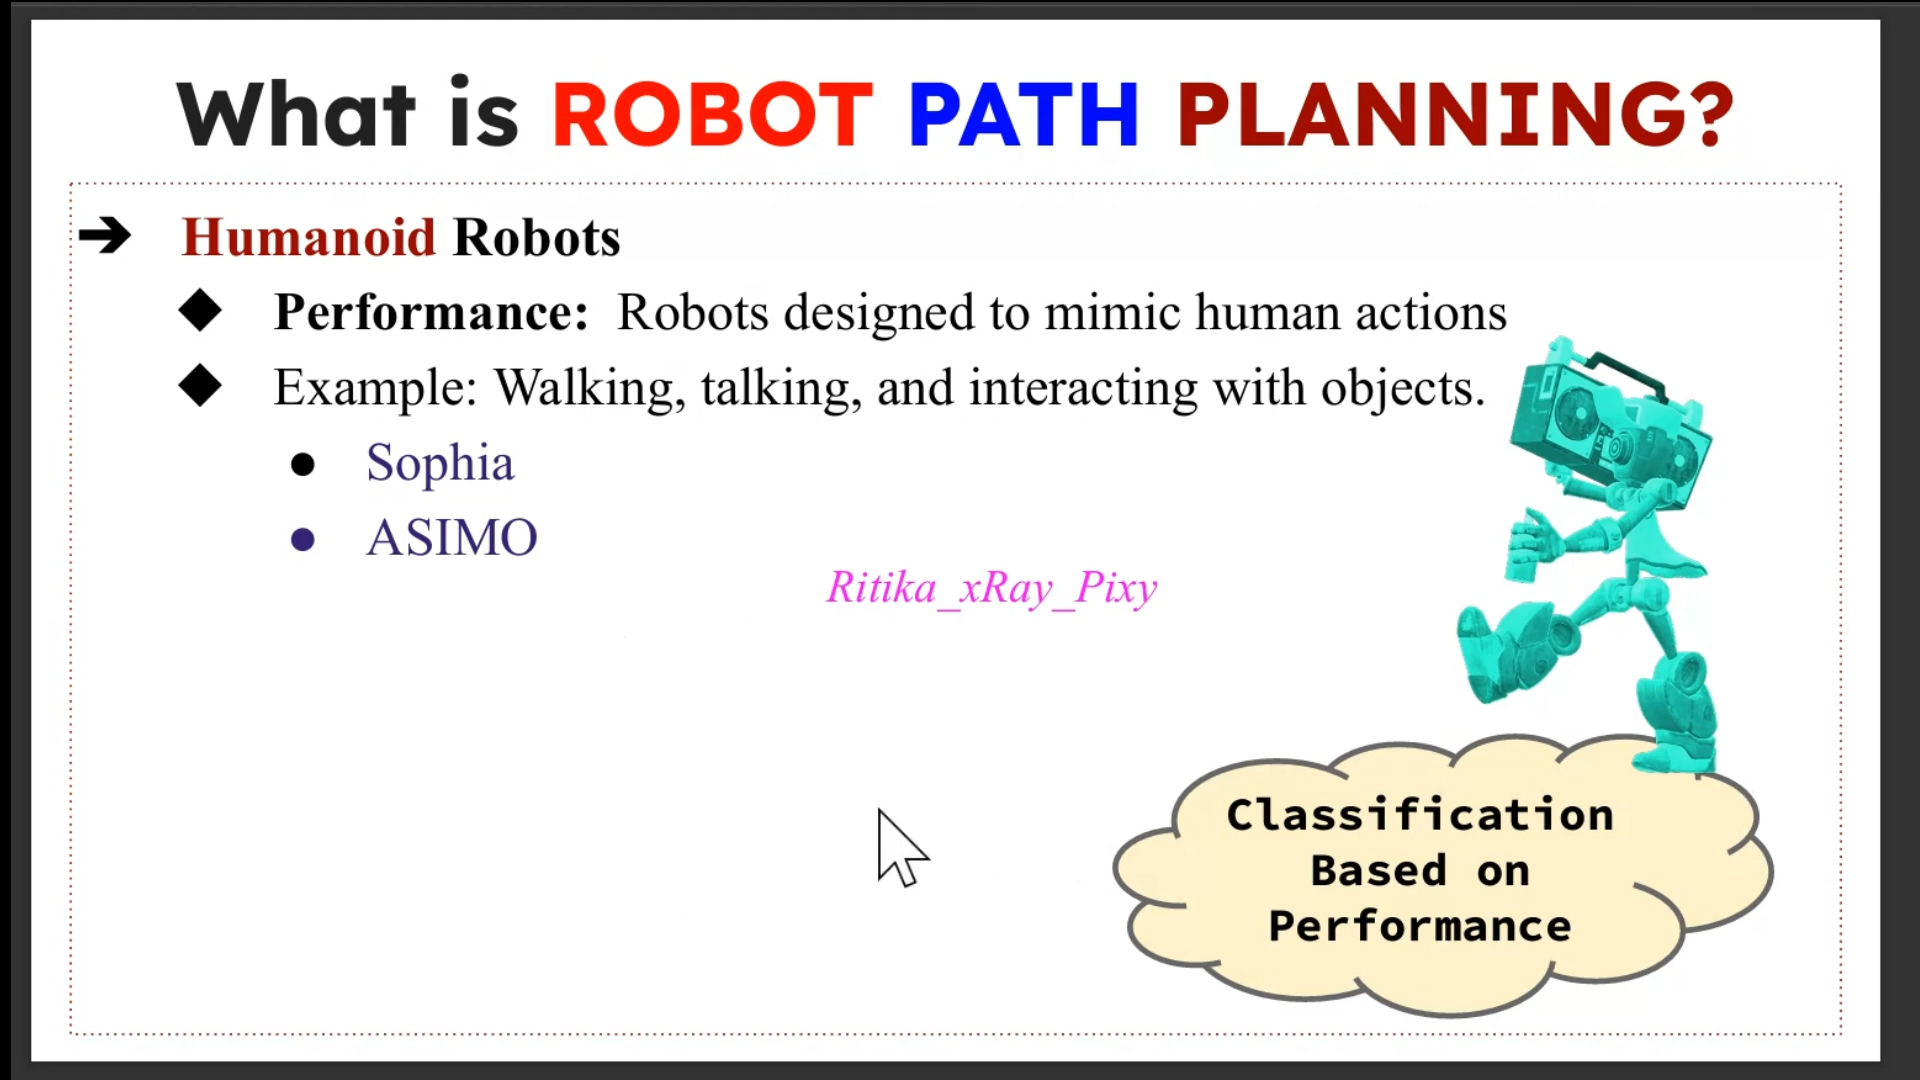 What is ROBOT PATH PLANNING?
➔ Humanoid Robots
◆ Performance: Robots designed to mimic human actions
◆ Example: Walking, talking, and interacting with objects.
● Sophia
● ASIMO
Ritika_xRay_Pixy
Classification
Based on
Performance